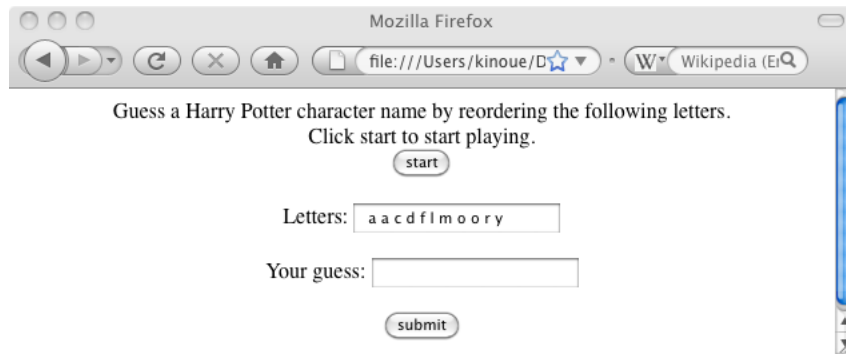 Mozilla Firefox
file:///Users/kinoue/D
W Wikipedia (En
Guess a Harry Potter character name by reordering the following letters.
Click start to start playing.
start
Letters: a a c d f l m o o r y
Your guess:
submit